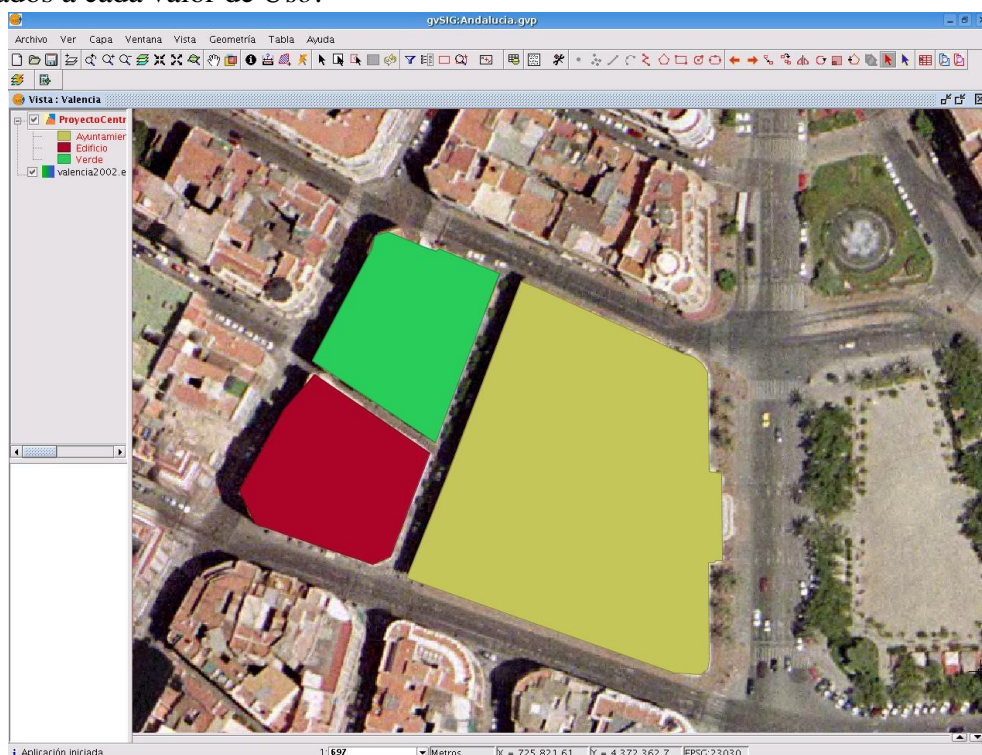 ados a cada valor de Uso.
gvSIG:Andalucia.gvp
Archivo Ver Capa Ventana Vista Geometría Tabla Ayuda
Vista : Valencia
ProyectoCentr
Ayuntamier
Edificio
Verde
valencia2002.e
Aplicación iniciada 1: 697 Metros X = 725.821,61 Y = 4.372.362,7 EPSG:23030